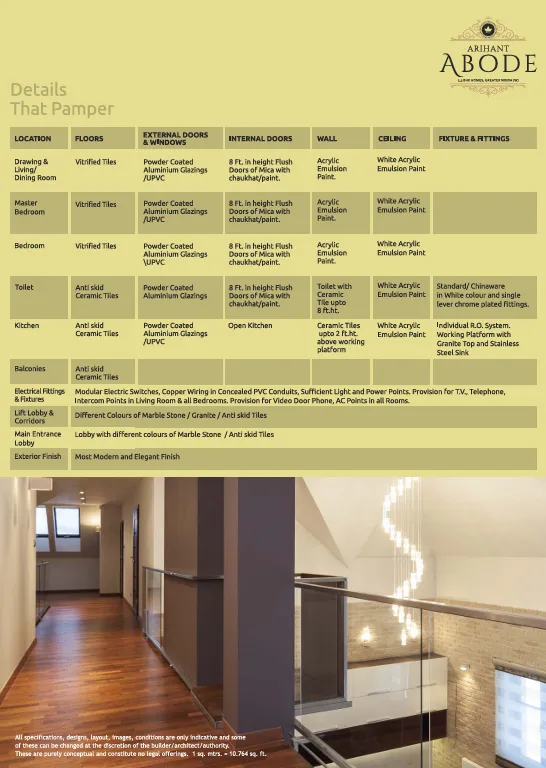 ARIHANT
ABODE
Details
That Pamper
LOCATION FLOORS EXTERNAL DOORS & WINDOWS INTERNAL DOORS WALL CEILING FIXTURE & FITTINGS
Drawing & Vitrified Tiles Powder Coated 8 Ft. in height Flush Acrylic White Acrylic
Living/ Aluminium Glazings Doors of Mica with Emulsion Emulsion Paint
Dining Room /UPVC chaukhat/paint. Paint.
Master Vitrified Tiles Powder Coated 8 Ft. in height Flush Acrylic White Acrylic
Bedroom Aluminium Glazings Doors of Mica with Emulsion Emulsion Paint
/UPVC chaukhat/paint. Paint.
Bedroom Vitrified Tiles Powder Coated 8 Ft. in height Flush Acrylic White Acrylic
Aluminium Glazings Doors of Mica with Emulsion Emulsion Paint
\UPVC chaukhat/paint. Paint.
Toilet Anti skid Powder Coated 8 Ft. in height Flush Toilet with White Acrylic Standard/ Chinaware
Ceramic Tiles Aluminium Glazings Doors of Mica with Ceramic Emulsion Paint in White colour and single
chaukhat/paint. Tile upto lever chrome plated fittings.
8 ft.ht.
Kitchen Anti skid Powder Coated Open Kitchen Ceramic Tiles White Acrylic Individual R.O. System.
Ceramic Tiles Aluminium Glazings upto 2 ft.ht. Emulsion Paint Working Platform with
/UPVC above working Granite Top and Stainless
platform Steel Sink
Balconies Anti skid
Ceramic Tiles
Electrical Fittings Modular Electric Switches, Copper Wiring in Concealed PVC Conduits, Sufficient Light and Power Points. Provision for T.V., Telephone,
& Fixtures Intercom Points in Living Room & all Bedrooms. Provision for Video Door Phone, AC Points in all Rooms.
Lift Lobby & Different Colours of Marble Stone / Granite / Anti skid Tiles
Corridors
Main Entrance Lobby with different colours of Marble Stone / Anti skid Tiles
Lobby
Exterior Finish Most Modern and Elegant Finish
All specifications, designs, layout, images, conditions are only indicative and some
of these can be changed at the discretion of the builder/architect/authority.
These are purely conceptual and constitute no legal offerings. 1 sq. mtrs. = 10.764 sq. ft.